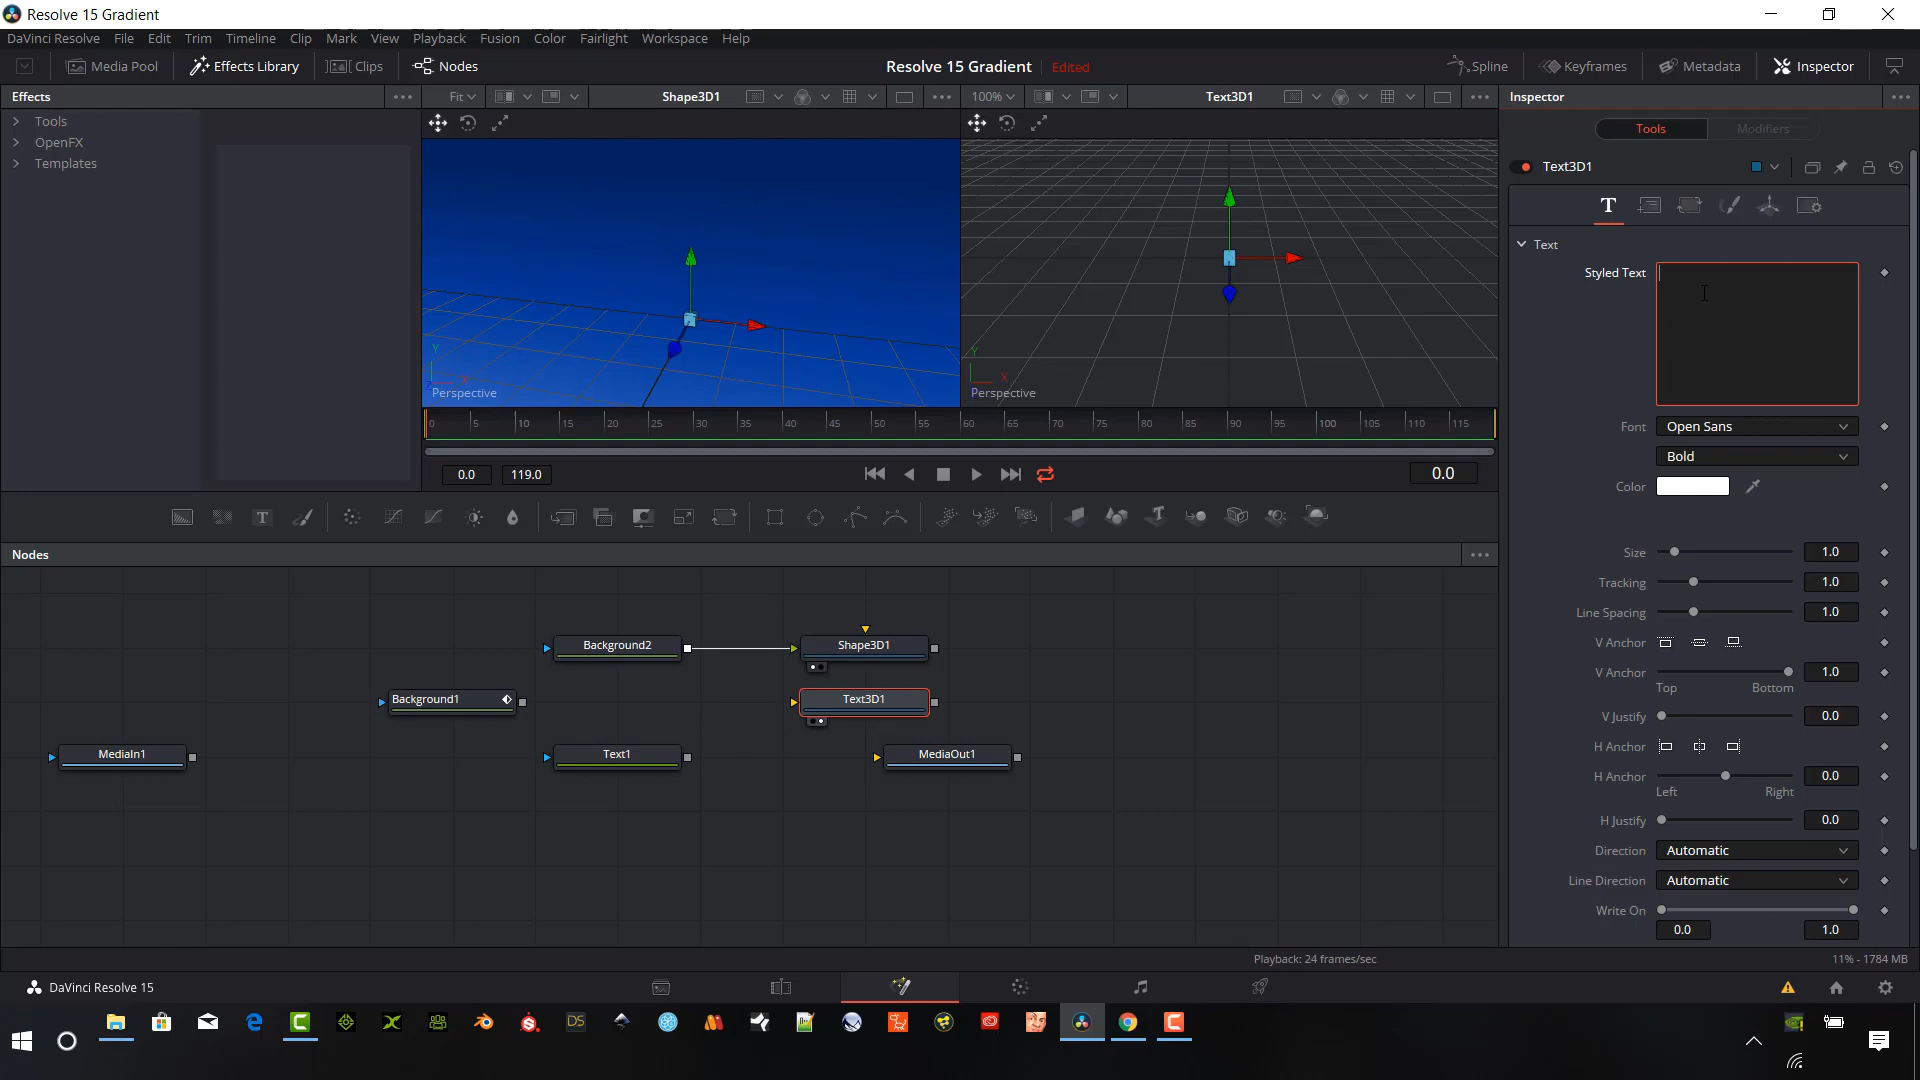 Resolve 15 Gradient
DaVinci Resolve File Edit Trim Timeline Clip Mark View Playback Fusion Color Fairlight Workspace Help
Media Pool Effects Library Clips Nodes Resolve 15 Gradient Edited Spline Keyframes Metadata Inspector
Effects Fit Shape3D1 100% Text3D1 Inspector
Tools
OpenFX
Templates
Tools Modifiers
Text3D1
T
Text
Styled Text
Y
X
Z
Perspective
Y
X
Perspective
0 5 10 15 20 25 30 35 40 45 50 55 60 65 70 75 80 85 90 95 100 105 110 115
0.0 119.0 0.0
Font Open Sans
Bold
Color
Size 1.0
Tracking 1.0
Line Spacing 1.0
V Anchor
V Anchor 1.0
Top Bottom
V Justify 0.0
H Anchor
H Anchor 0.0
Left Right
H Justify 0.0
Direction Automatic
Line Direction Automatic
Write On
0.0 1.0
Nodes
Background2 Shape3D1
Background1 Text3D1
MediaIn1 Text1 MediaOut1
Playback: 24 frames/sec 11% - 1784 MB
DaVinci Resolve 15
DS